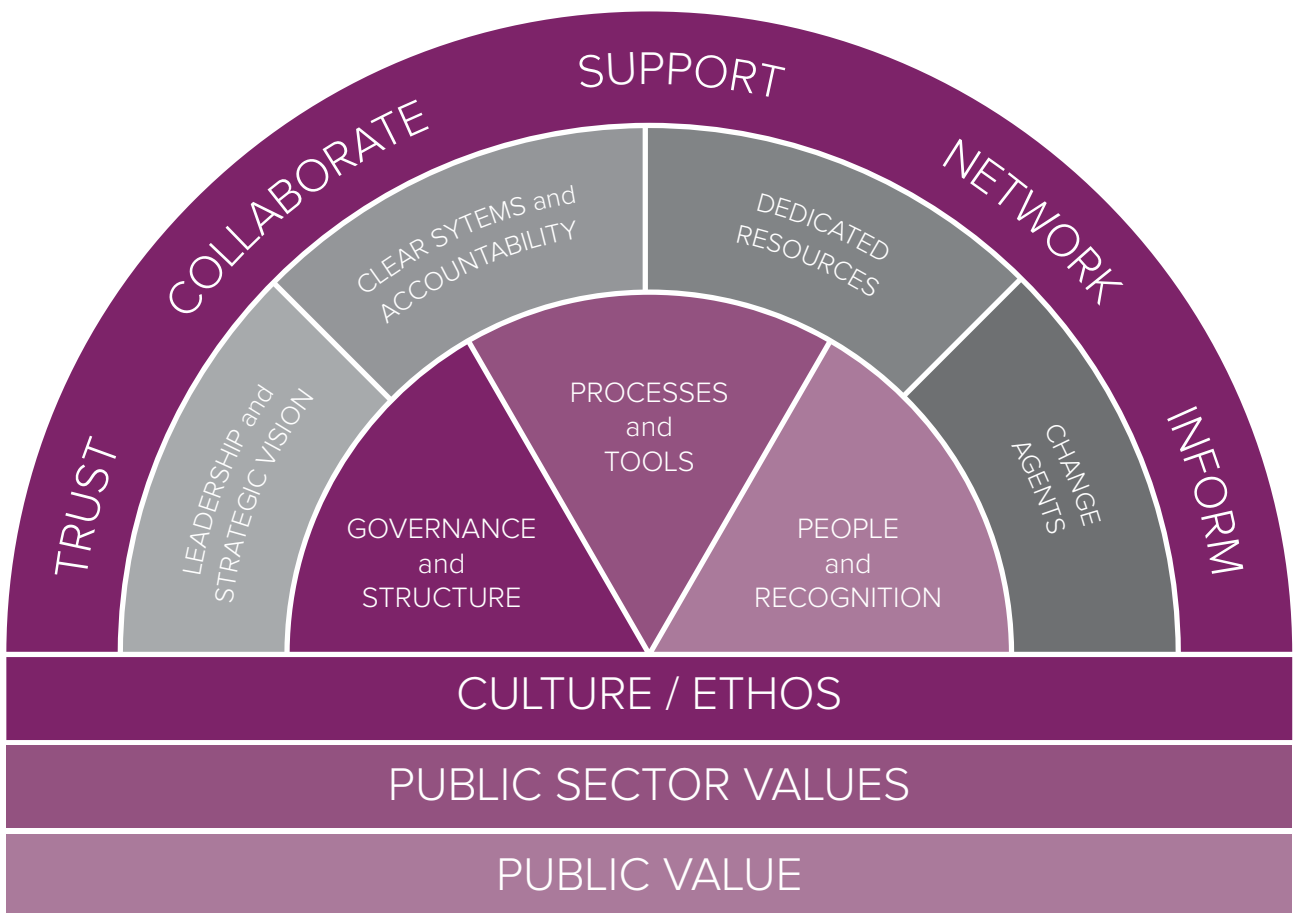 SUPPORT
COLLABORATE
NETWORK
TRUST
INFORM
CLEAR SYTEMS and
ACCOUNTABILITY
DEDICATED
RESOURCES
LEADERSHIP and
STRATEGIC VISION
CHANGE
AGENTS
PROCESSES
and
TOOLS
GOVERNANCE
and
STRUCTURE
PEOPLE
and
RECOGNITION
CULTURE / ETHOS
PUBLIC SECTOR VALUES
PUBLIC VALUE